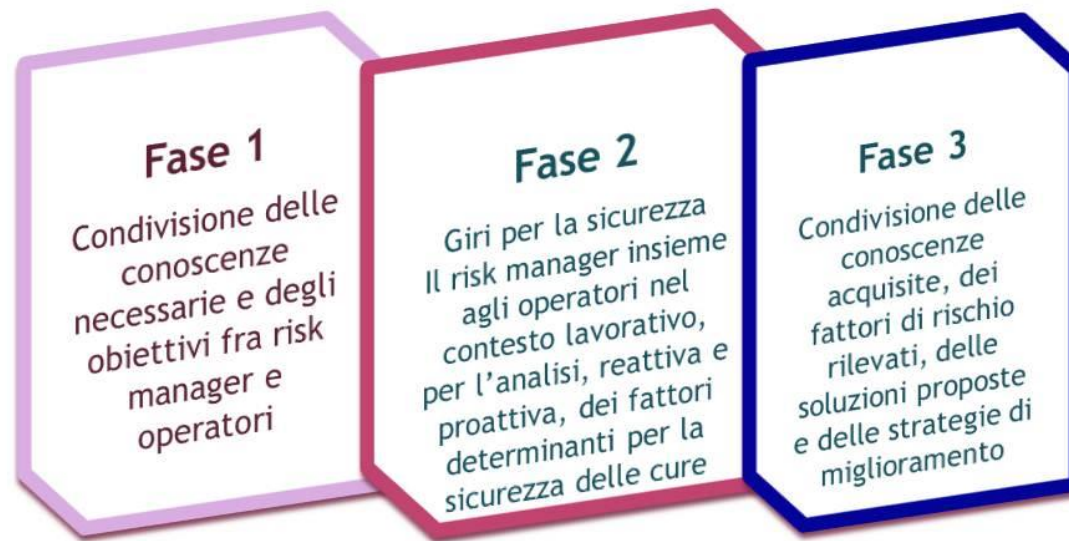 Fase 1
Condivisione delle
conoscenze
necessarie e degli
obiettivi fra risk
manager e
operatori
Fase 2
Giri per la sicurezza
Il risk manager insieme
agli operatori nel
contesto lavorativo,
per l'analisi, reattiva e
proattiva, dei fattori
determinanti per la
sicurezza delle cure
Fase 3
Condivisione delle
conoscenze
acquisite, dei
fattori di rischio
rilevati, delle
soluzioni proposte
e delle strategie di
miglioramento